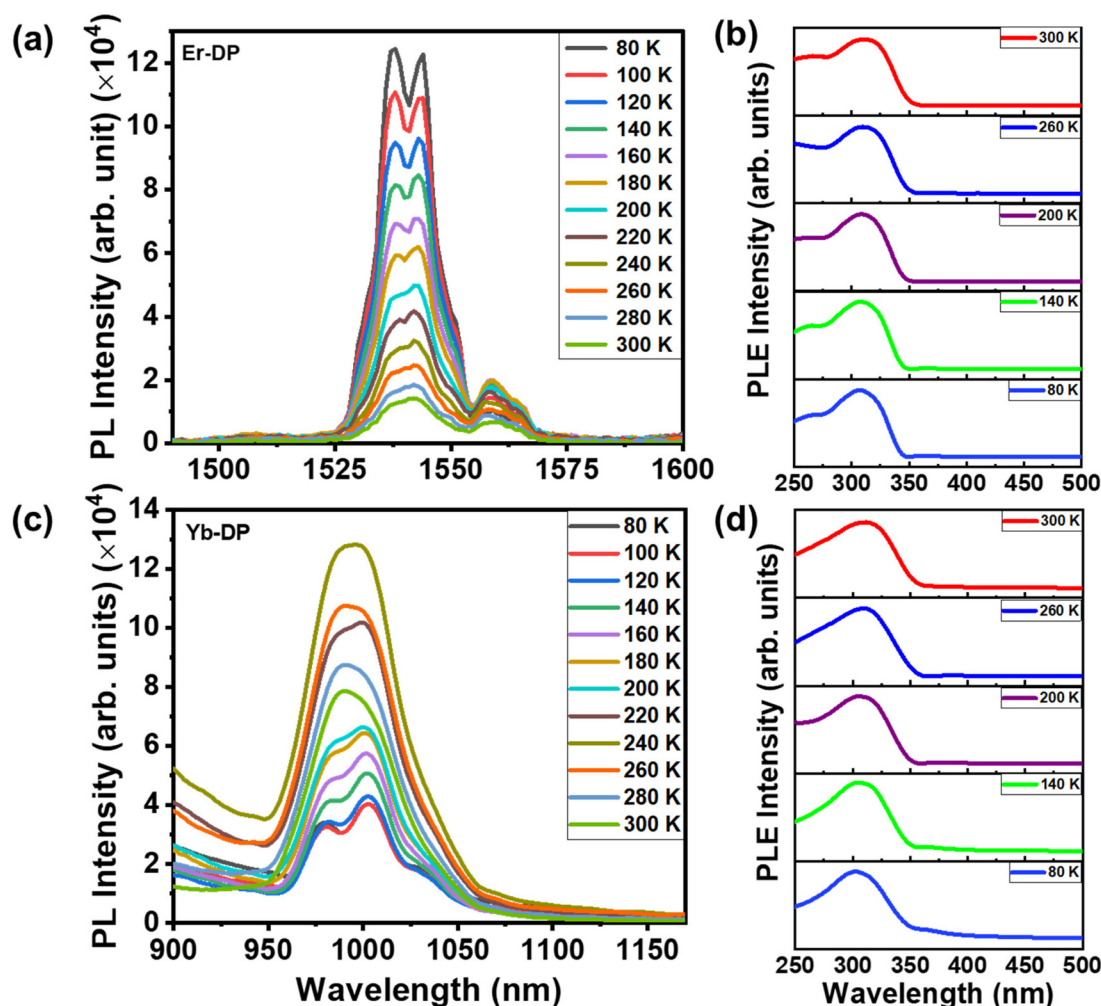 (a)
Er-DP
PL Intensity (arb. unit) (×10⁴)
12
10
8
6
4
2
0
80 K
100 K
120 K
140 K
160 K
180 K
200 K
220 K
240 K
260 K
280 K
300 K
1500 1525 1550 1575 1600
(b)
PLE Intensity (arb. units)
300 K
260 K
200 K
140 K
80 K
250 300 350 400 450 500
(c)
Yb-DP
PL Intensity (arb. units) (×10⁴)
14
12
10
8
6
4
2
0
80 K
100 K
120 K
140 K
160 K
180 K
200 K
220 K
240 K
260 K
280 K
300 K
900 950 1000 1050 1100 1150
Wavelength (nm)
(d)
PLE Intensity (arb. units)
300 K
260 K
200 K
140 K
80 K
250 300 350 400 450 500
Wavelength (nm)